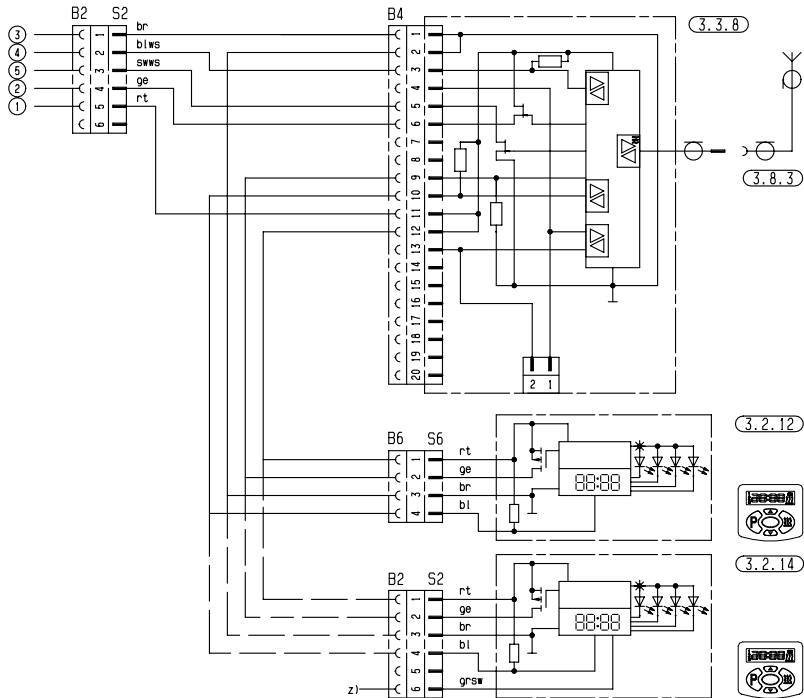 B2 S2
3 1 br
4 2 blws
5 3 swws
2 4 ge
1 5 rt
6
B4
1
2
3
4
5
6
7
8
9
10
11
12
13
14
15
16
17
18
19
20
2 1
3.3.8
3.8.3
B6 S6
1 rt
2 ge
3 br
4 bl
88:88
3.2.12
P
3.2.14
B2 S2
1 rt
2 ge
3 br
4 bl
5
z) 6 grsw
88:88
P